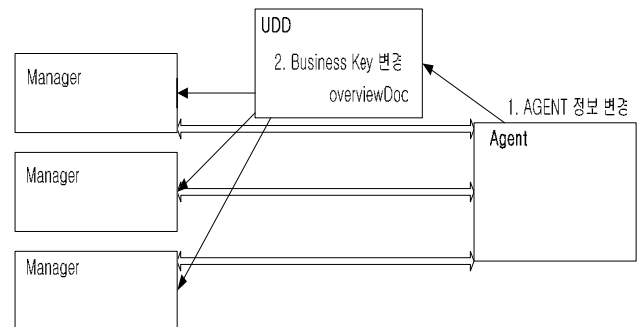 UDD
2. Business Key 변경
overviewDoc
Manager
1. AGENT 정보 변경
Agent
Manager
Manager